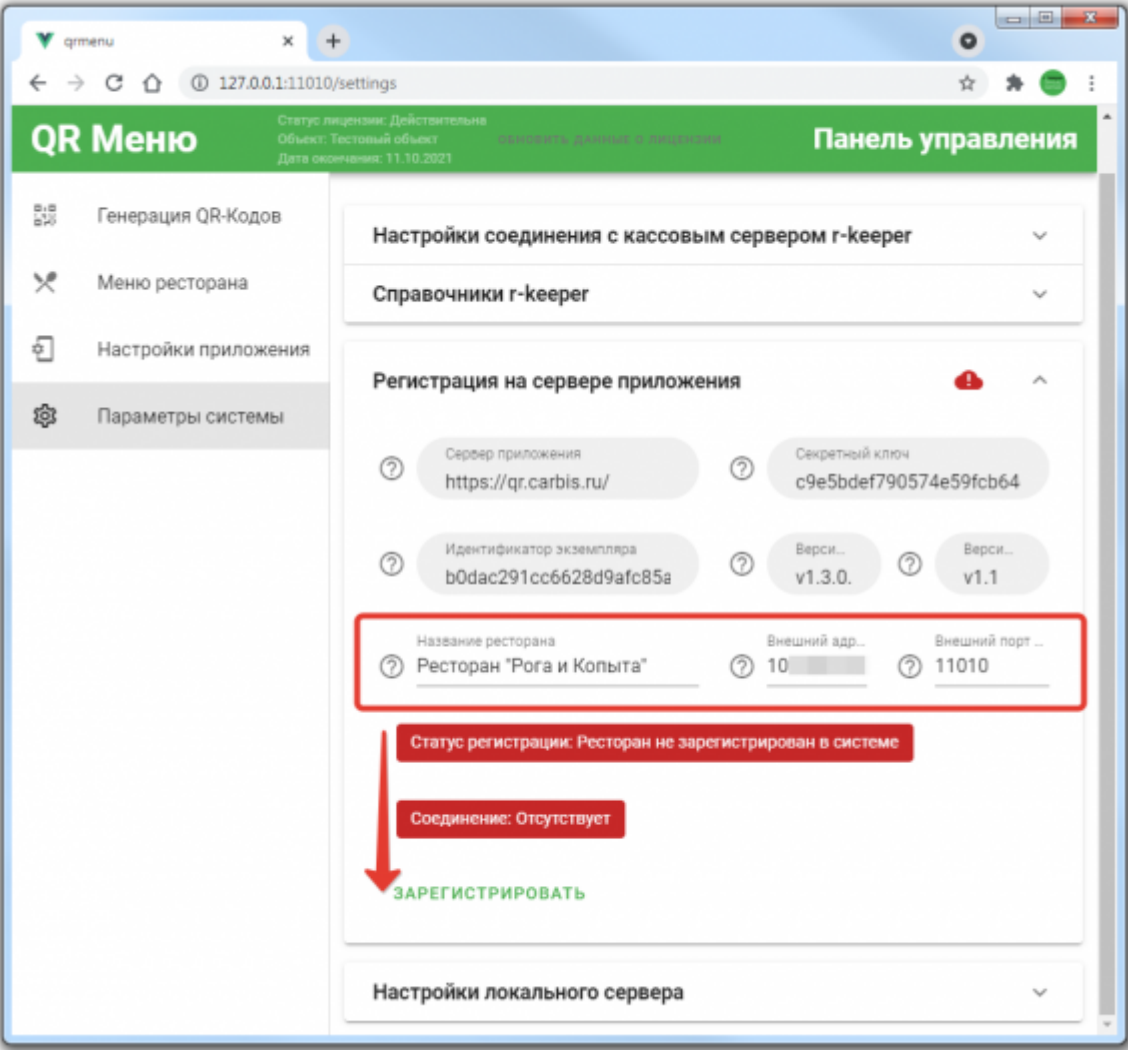 qrmenu
127.0.0.1:11010/settings
QR Меню
Статус лицензии: Действительна
Объект: Тестовый объект
Дата окончания: 11.10.2021
ОБНОВИТЬ ДАННЫЕ О ЛИЦЕНЗИИ
Панель управления
Генерация QR-Кодов
Меню ресторана
Настройки приложения
Параметры системы
Настройки соединения с кассовым сервером r-keeper
Справочники r-keeper
Регистрация на сервере приложения
Сервер приложения
https://qr.carbis.ru/
Секретный ключ
c9e5bdef790574e59fcb64
Идентификатор экземпляра
b0dac291cc6628d9afc85a
Верси...
v1.3.0.
Верси...
v1.1
Название ресторана
Ресторан "Рога и Копыта"
Внешний адр...
10
Внешний порт ...
11010
Статус регистрации: Ресторан не зарегистрирован в системе
Соединение: Отсутствует
ЗАРЕГИСТРИРОВАТЬ
Настройки локального сервера